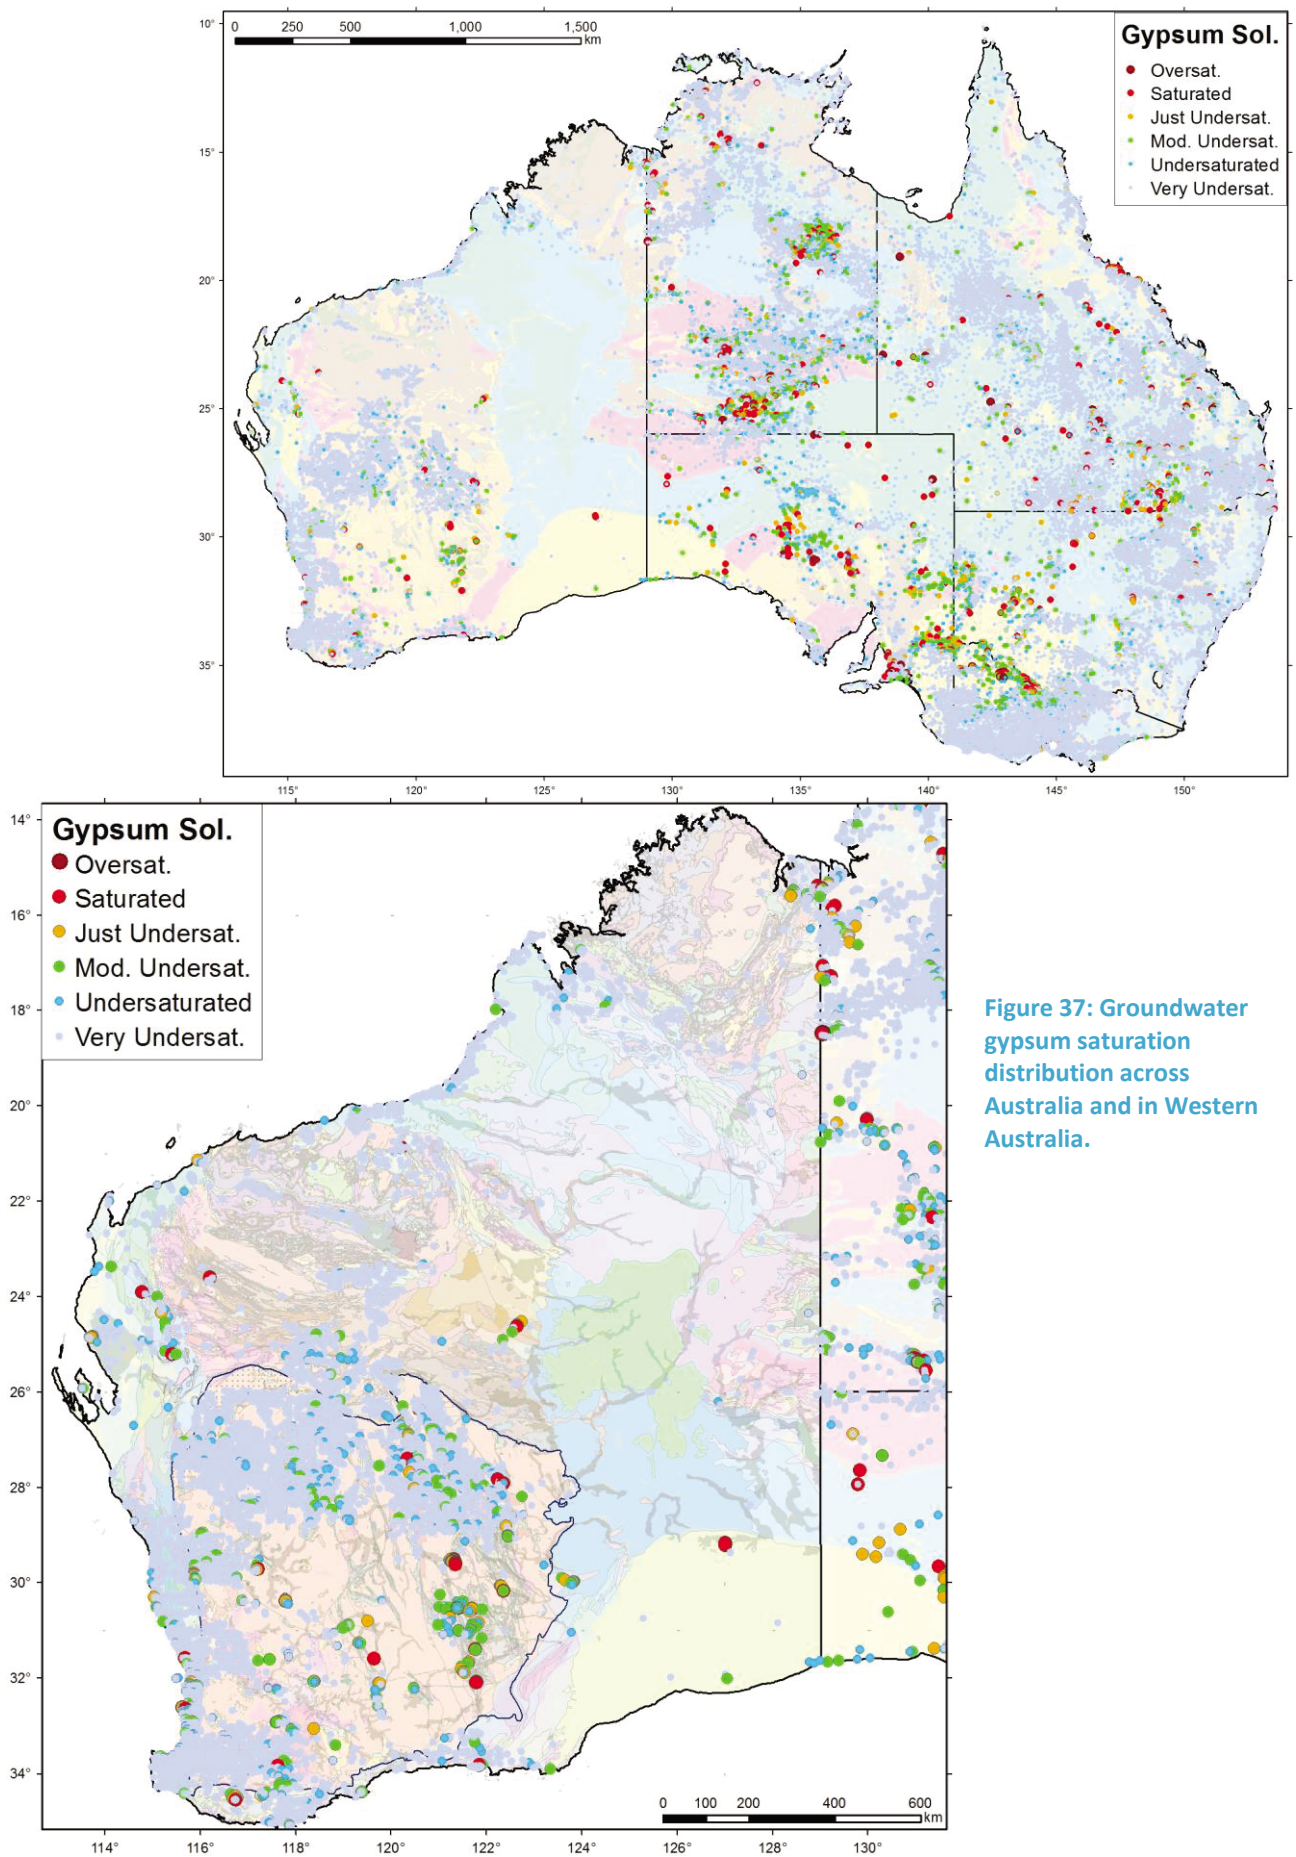 10°
15°
20°
25°
30°
35°
0 250 500 1,000 1,500
km
Gypsum Sol.
Oversat.
Saturated
Just Undersat.
Mod. Undersat.
Undersaturated
Very Undersat.
115° 120° 125° 130° 135° 140° 145° 150°
14°
16°
18°
20°
22°
24°
26°
28°
30°
32°
34°
Gypsum Sol.
Oversat.
Saturated
Just Undersat.
Mod. Undersat.
Undersaturated
Very Undersat.
0 100 200 400 600
km
114° 116° 118° 120° 122° 124° 126° 128° 130°
Figure 37: Groundwater
gypsum saturation
distribution across
Australia and in Western
Australia.